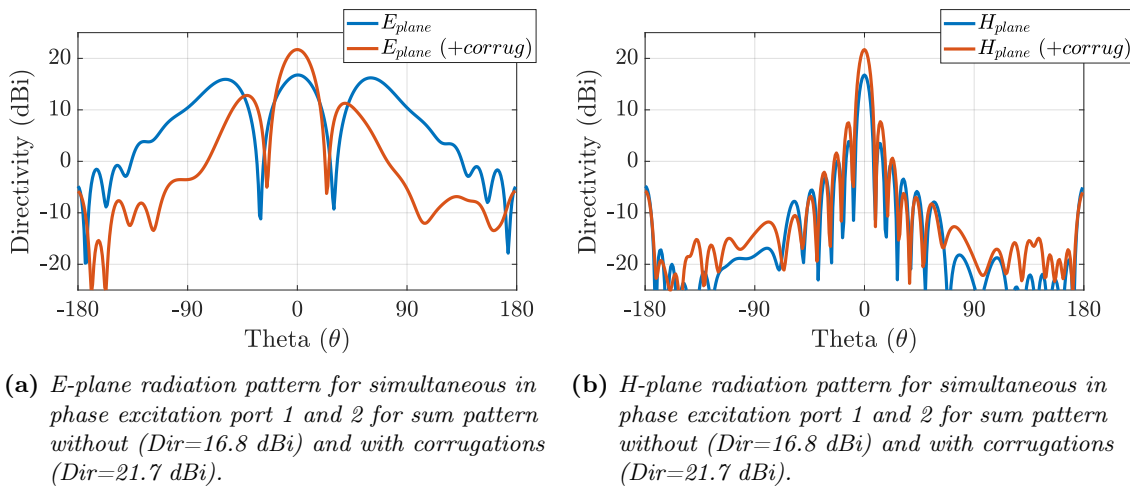 E_plane
E_plane (+corrug)
20
10
0
-10
-20
Directivity (dBi)
-180
-90
0
90
180
Theta (θ)
(a) E-plane radiation pattern for simultaneous in
phase excitation port 1 and 2 for sum pattern
without (Dir=16.8 dBi) and with corrugations
(Dir=21.7 dBi).
H_plane
H_plane (+corrug)
20
10
0
-10
-20
Directivity (dBi)
-180
-90
0
90
180
Theta (θ)
(b) H-plane radiation pattern for simultaneous in
phase excitation port 1 and 2 for sum pattern
without (Dir=16.8 dBi) and with corrugations
(Dir=21.7 dBi).